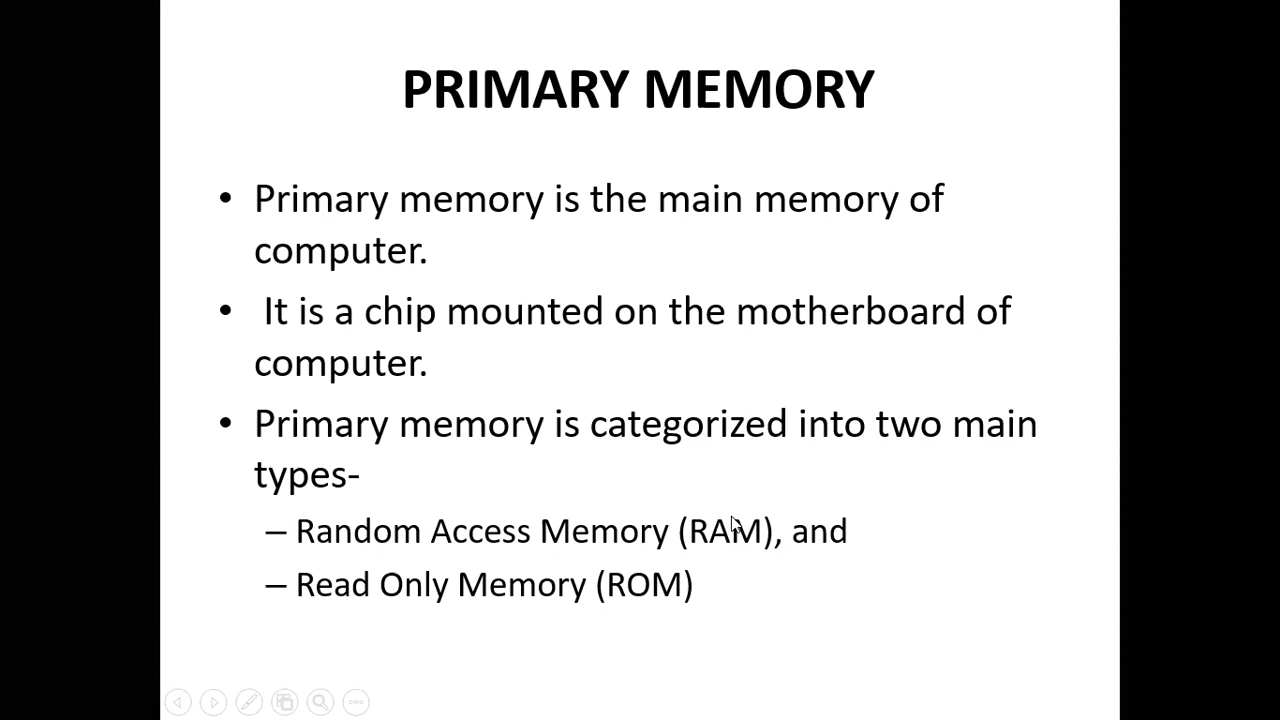 PRIMARY MEMORY
• Primary memory is the main memory of
computer.
• It is a chip mounted on the motherboard of
computer.
• Primary memory is categorized into two main
types-
– Random Access Memory (RAM), and
– Read Only Memory (ROM)